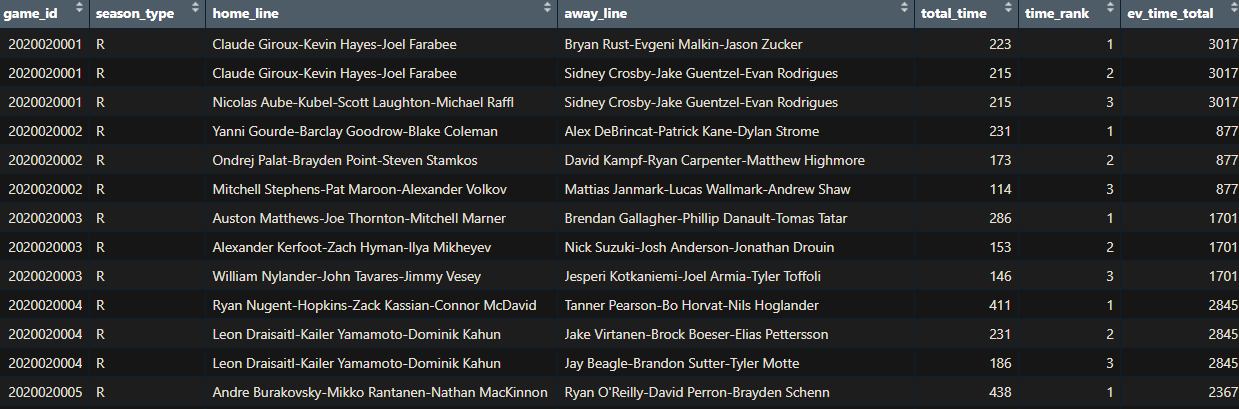 game_id season_type home_line away_line total_time time_rank ev_time_total
2020020001 R Claude Giroux-Kevin Hayes-Joel Farabee Bryan Rust-Evgeni Malkin-Jason Zucker 223 1 3017
2020020001 R Claude Giroux-Kevin Hayes-Joel Farabee Sidney Crosby-Jake Guentzel-Evan Rodrigues 215 2 3017
2020020001 R Nicolas Aube-Kubel-Scott Laughton-Michael Raffl Sidney Crosby-Jake Guentzel-Evan Rodrigues 215 3 3017
2020020002 R Yanni Gourde-Barclay Goodrow-Blake Coleman Alex DeBrincat-Patrick Kane-Dylan Strome 231 1 877
2020020002 R Ondrej Palat-Brayden Point-Steven Stamkos David Kampf-Ryan Carpenter-Matthew Highmore 173 2 877
2020020002 R Mitchell Stephens-Pat Maroon-Alexander Volkov Mattias Janmark-Lucas Wallmark-Andrew Shaw 114 3 877
2020020003 R Auston Matthews-Joe Thornton-Mitchell Marner Brendan Gallagher-Phillip Danault-Tomas Tatar 286 1 1701
2020020003 R Alexander Kerfoot-Zach Hyman-Ilya Mikheyev Nick Suzuki-Josh Anderson-Jonathan Drouin 153 2 1701
2020020003 R William Nylander-John Tavares-Jimmy Vesey Jesperi Kotkaniemi-Joel Armia-Tyler Toffoli 146 3 1701
2020020004 R Ryan Nugent-Hopkins-Zack Kassian-Connor McDavid Tanner Pearson-Bo Horvat-Nils Hoglander 411 1 2845
2020020004 R Leon Draisaitl-Kailer Yamamoto-Dominik Kahun Jake Virtanen-Brock Boeser-Elias Pettersson 231 2 2845
2020020004 R Leon Draisaitl-Kailer Yamamoto-Dominik Kahun Jay Beagle-Brandon Sutter-Tyler Motte 186 3 2845
2020020005 R Andre Burakovsky-Mikko Rantanen-Nathan MacKinnon Ryan O'Reilly-David Perron-Brayden Schenn 438 1 2367